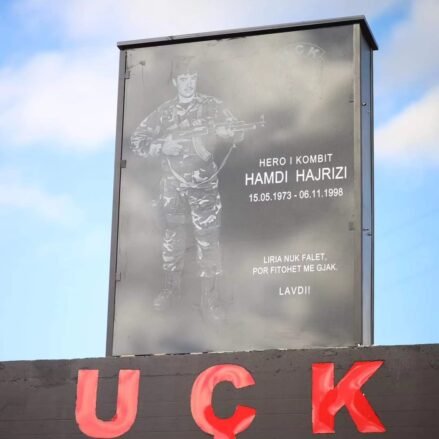 UÇK
HERO I KOMBIT
HAMDI HAJRIZI
15.05.1973 - 06.11.1998
LIRIA NUK FALET,
POR FITOHET ME GJAK.
LAVDI!
UÇK